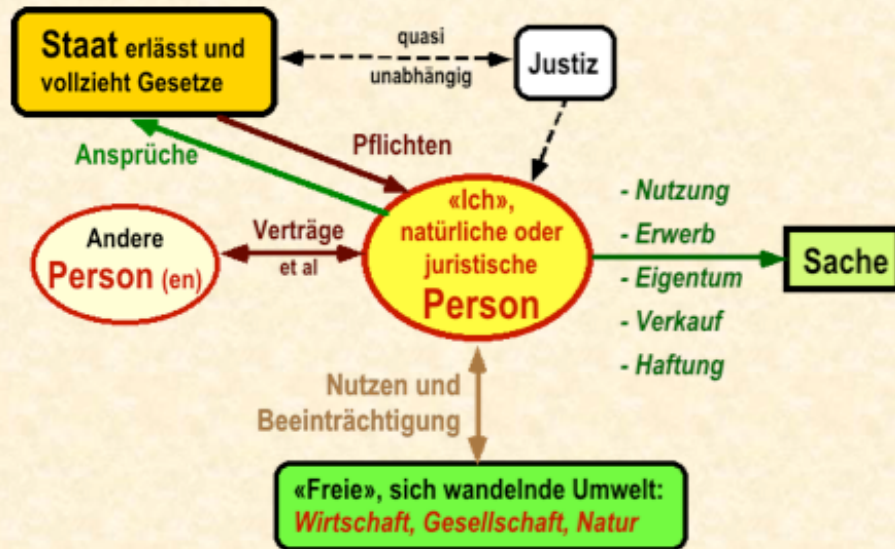 Staat erlässt und
vollzieht Gesetze
quasi
unabhängig
Justiz
Ansprüche
Pflichten
Andere
Person (en)
Verträge
et al
«Ich»,
natürliche oder
juristische
Person
- Nutzung
- Erwerb
- Eigentum
- Verkauf
- Haftung
Sache
Nutzen und
Beeinträchtigung
«Freie», sich wandelnde Umwelt:
Wirtschaft, Gesellschaft, Natur